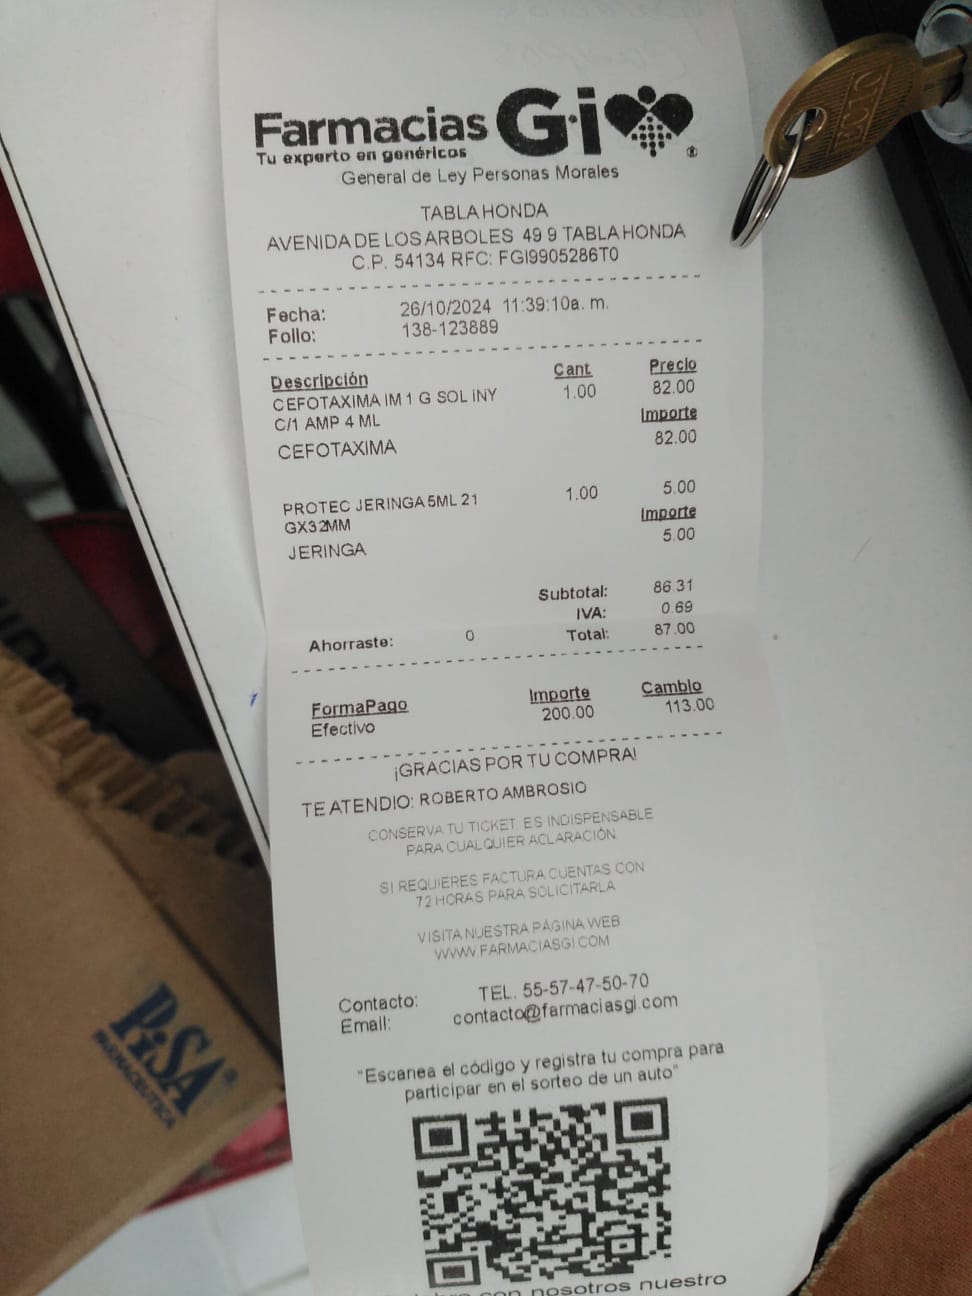 Farmacias Gi
Tu experto en genéricos
®
General de Ley Personas Morales
TABLA HONDA
AVENIDA DE LOS ARBOLES 49 9 TABLA HONDA
C.P. 54134 RFC: FGI9905286T0
Fecha: 26/10/2024 11:39:10a. m.
Folio: 138-123889
Descripción Cant. Precio
CEFOTAXIMA IM 1 G SOL INY 1.00 82.00
C/1 AMP 4 ML Importe
CEFOTAXIMA 82.00
PROTEC JERINGA 5ML 21 1.00 5.00
GX32MM Importe
JERINGA 5.00
Subtotal: 86.31
IVA: 0.69
Ahorraste: 0 Total: 87.00
FormaPago Importe Cambio
Efectivo 200.00 113.00
¡GRACIAS POR TU COMPRA!
TE ATENDIO: ROBERTO AMBROSIO
CONSERVA TU TICKET, ES INDISPENSABLE
PARA CUALQUIER ACLARACIÓN
SI REQUIERES FACTURA CUENTAS CON
72 HORAS PARA SOLICITARLA
VISITA NUESTRA PÁGINA WEB
WWW.FARMACIASGI.COM
Contacto: TEL. 55-57-47-50-70
Email: contacto@farmaciasgi.com
"Escanea el código y registra tu compra para
participar en el sorteo de un auto"
con nosotros nuestro
PiSA®
FARMACEUTICA